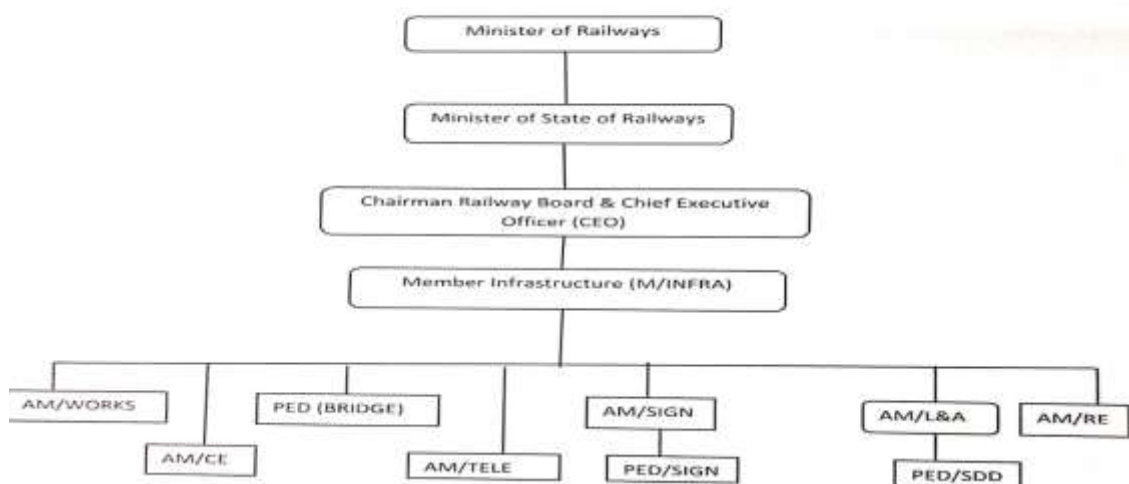 Minister of Railways
Minister of State of Railways
Chairman Railway Board & Chief Executive
Officer (CEO)
Member Infrastructure (M/INFRA)
AM/WORKS
PED (BRIDGE)
AM/SIGN
AM/L&A
AM/RE
AM/CE
AM/TELE
PED/SIGN
PED/SDD